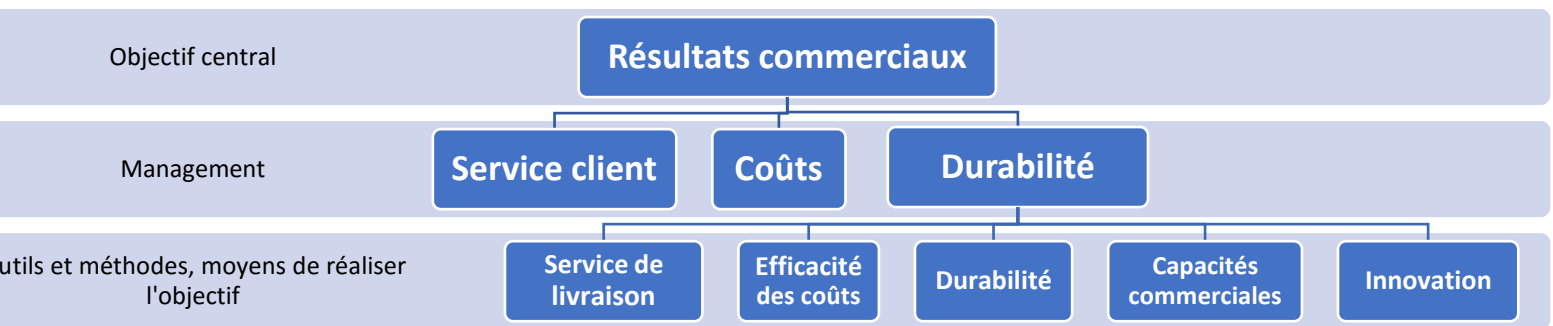 Objectif central
Résultats commerciaux
Management
Service client
Coûts
Durabilité
utils et méthodes, moyens de réaliser
l'objectif
Service de
livraison
Efficacité
des coûts
Durabilité
Capacités
commerciales
Innovation